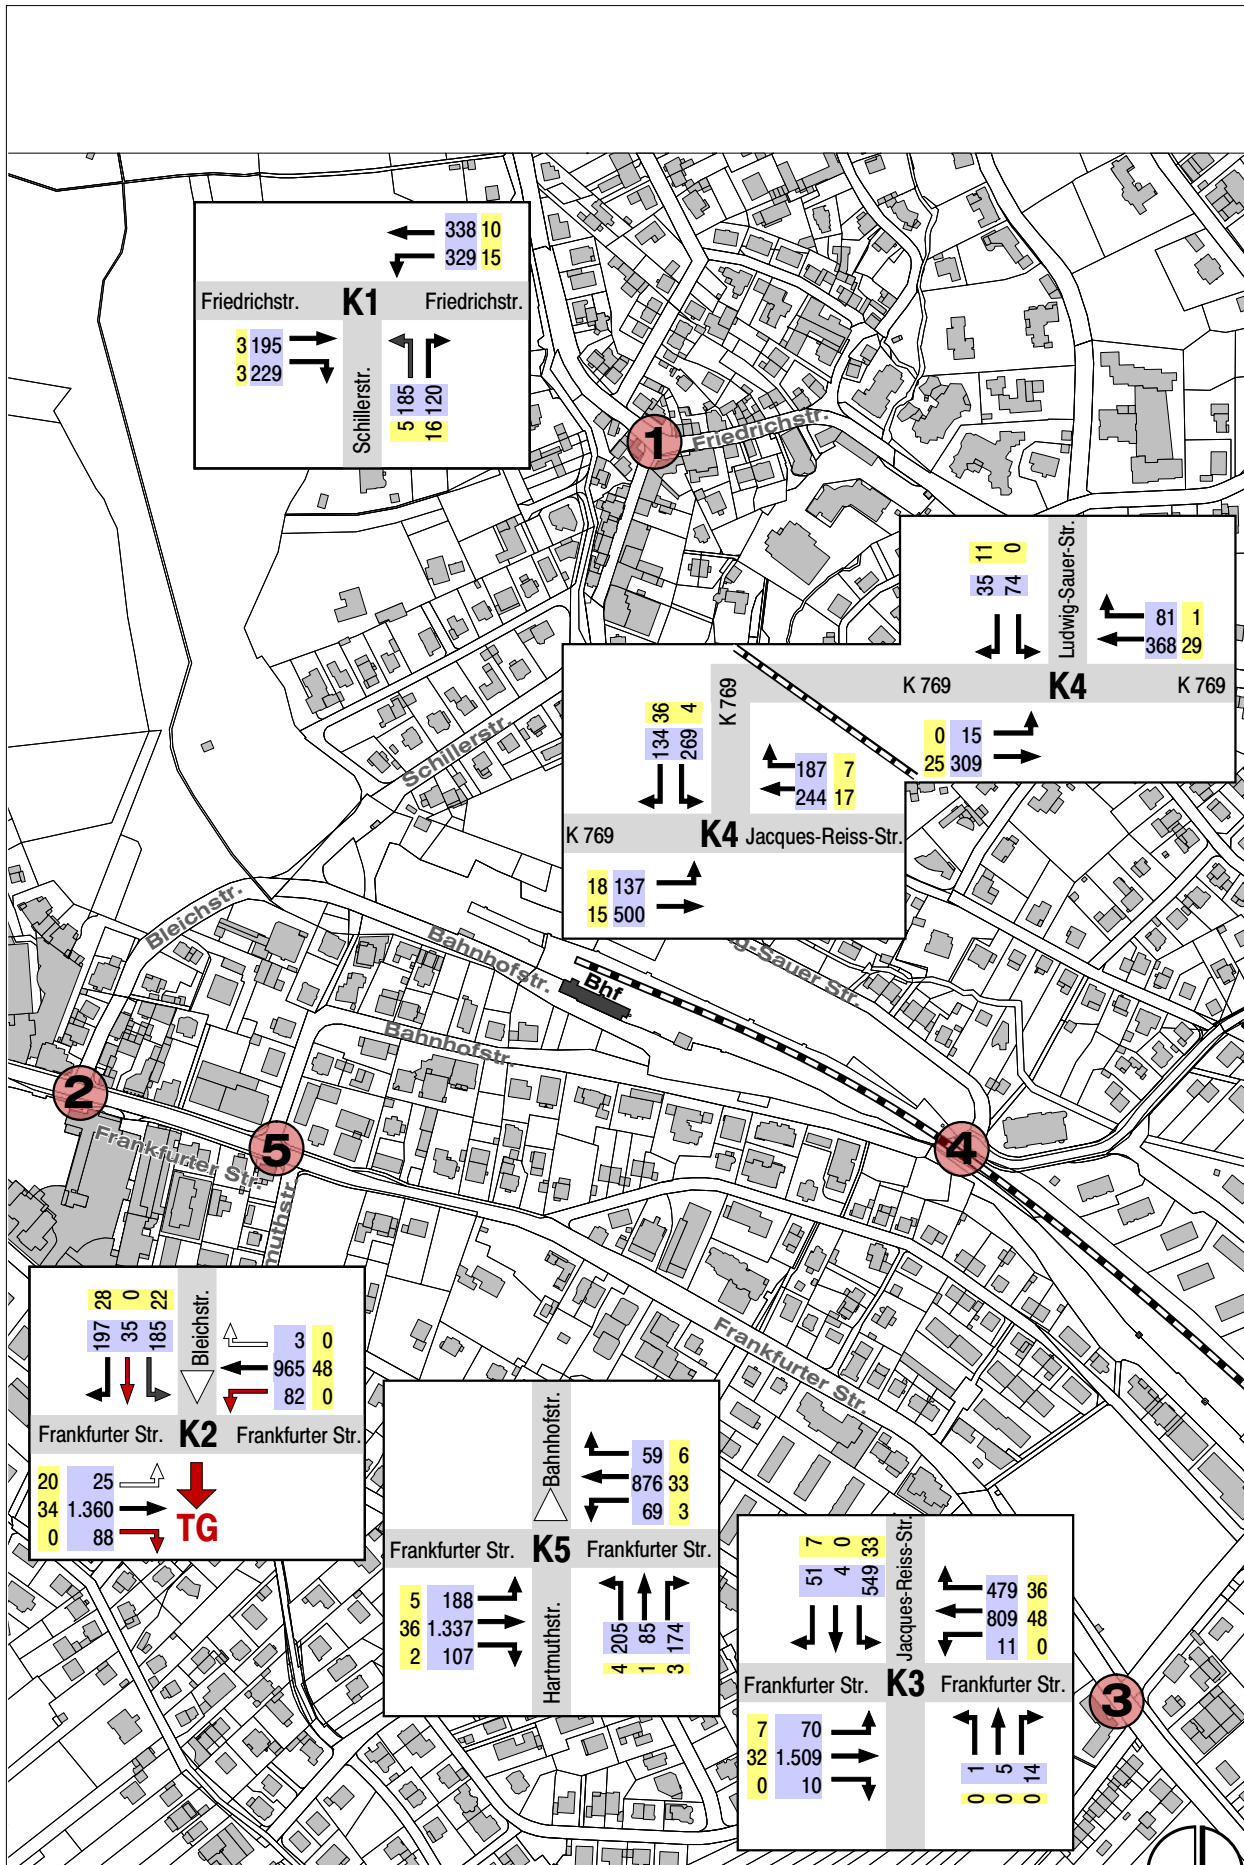 338 10
329 15
Friedrichstr. K1 Friedrichstr.
3 195
3 229
Schillerstr.
5 185
16 120
1
Friedrichstr.
11 0
35 74
Ludwig-Sauer-Str.
81 1
368 29
K 769 K4 K 769
0 15
25 309
36 4
134 269
K 769
187 7
244 17
K 769 K4 Jacques-Reiss-Str.
18 137
15 500
Schillerstr.
Bleichstr.
Bahnhofstr.
Bhf
ig-Sauer Str.
Bahnhofstr.
2
5
4
Frankfurter Str.
muthstr.
28 0 22
197 35 185
Bleichstr.
3 0
965 48
82 0
Frankfurter Str. K2 Frankfurter Str.
20 25
34 1.360
0 88
TG
Frankfurter Str.
Bahnhofstr.
59 6
876 33
69 3
Frankfurter Str. K5 Frankfurter Str.
5 188
36 1.337
2 107
Hartmuthstr.
205 85 174
4 1 3
7 0 33
51 4 549
Jacques-Reiss-Str.
479 36
809 48
11 0
Frankfurter Str. K3 Frankfurter Str.
7 70
32 1.509
0 10
1 5 14
0 0 0
3